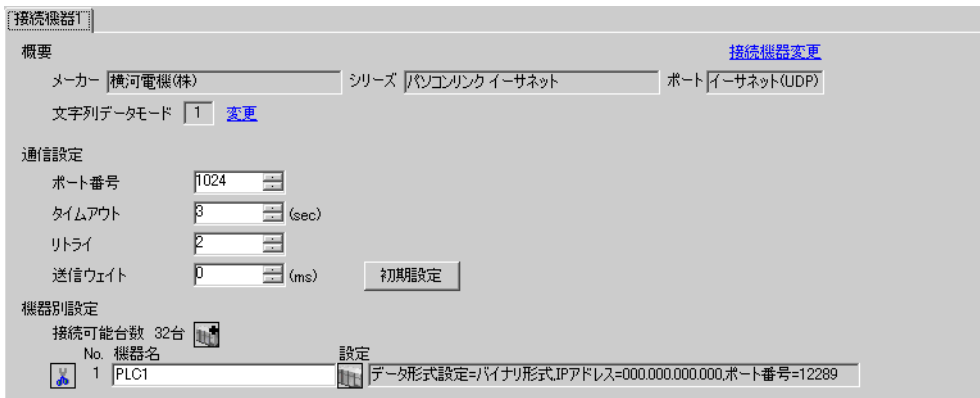 接続機器1
概要 接続機器変更
メーカー 横河電機(株) シリーズ パソコンリンク イーサネット ポート イーサネット(UDP)
文字列データモード 1 変更
通信設定
ポート番号 1024
タイムアウト 3 (sec)
リトライ 2
送信ウェイト 0 (ms) 初期設定
機器別設定
接続可能台数 32台
No. 機器名 設定
1 PLC1 データ形式設定=バイナリ形式,IPアドレス=000.000.000.000,ポート番号=12289